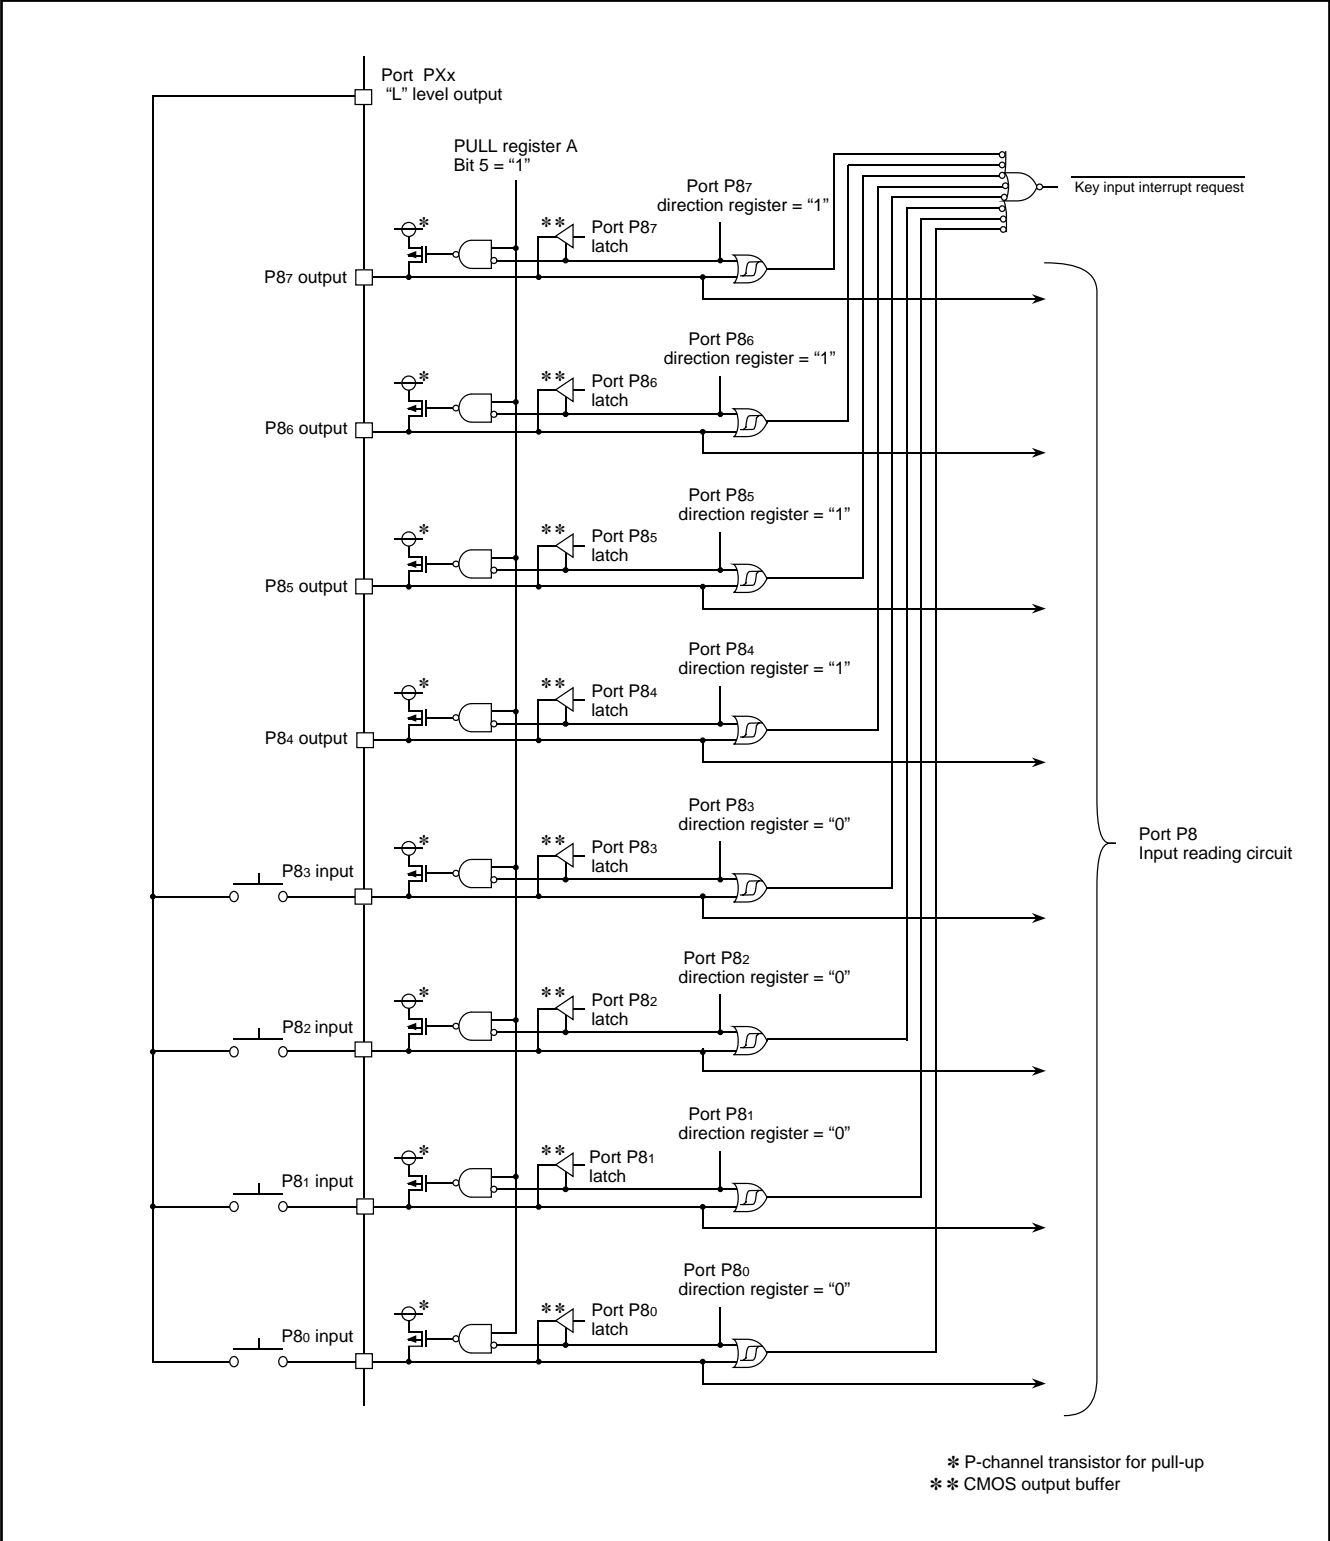 Port PXx
“L” level output
PULL register A
Bit 5 = “1”
Key input interrupt request
Port P87
direction register = “1”
✽
✽✽
Port P87
latch
P87 output
Port P86
direction register = “1”
✽
✽✽
Port P86
latch
P86 output
Port P85
direction register = “1”
✽
✽✽
Port P85
latch
P85 output
Port P84
direction register = “1”
✽
✽✽
Port P84
latch
P84 output
Port P83
direction register = “0”
✽
✽✽
Port P83
latch
P83 input
Port P8
Input reading circuit
Port P82
direction register = “0”
✽
✽✽
Port P82
latch
P82 input
Port P81
direction register = “0”
✽
✽✽
Port P81
latch
P81 input
Port P80
direction register = “0”
✽
✽✽
Port P80
latch
P80 input
✽ P-channel transistor for pull-up
✽✽ CMOS output buffer